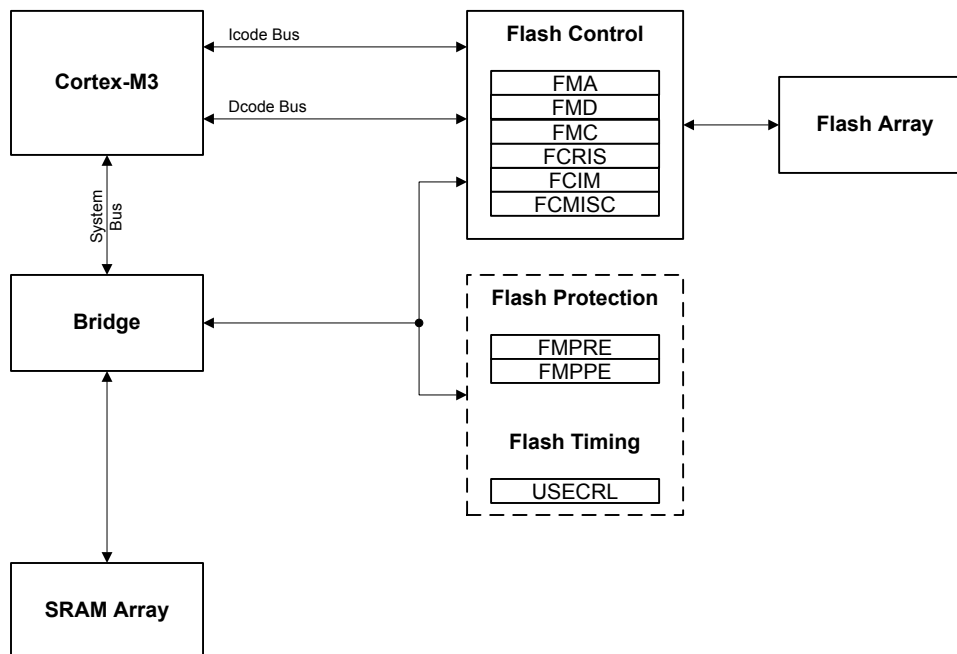 Cortex-M3
Icode Bus
Dcode Bus
Flash Control
FMA
FMD
FMC
FCRIS
FCIM
FCMISC
Flash Array
System
Bus
Bridge
Flash Protection
FMPRE
FMPPE
Flash Timing
USECRL
SRAM Array